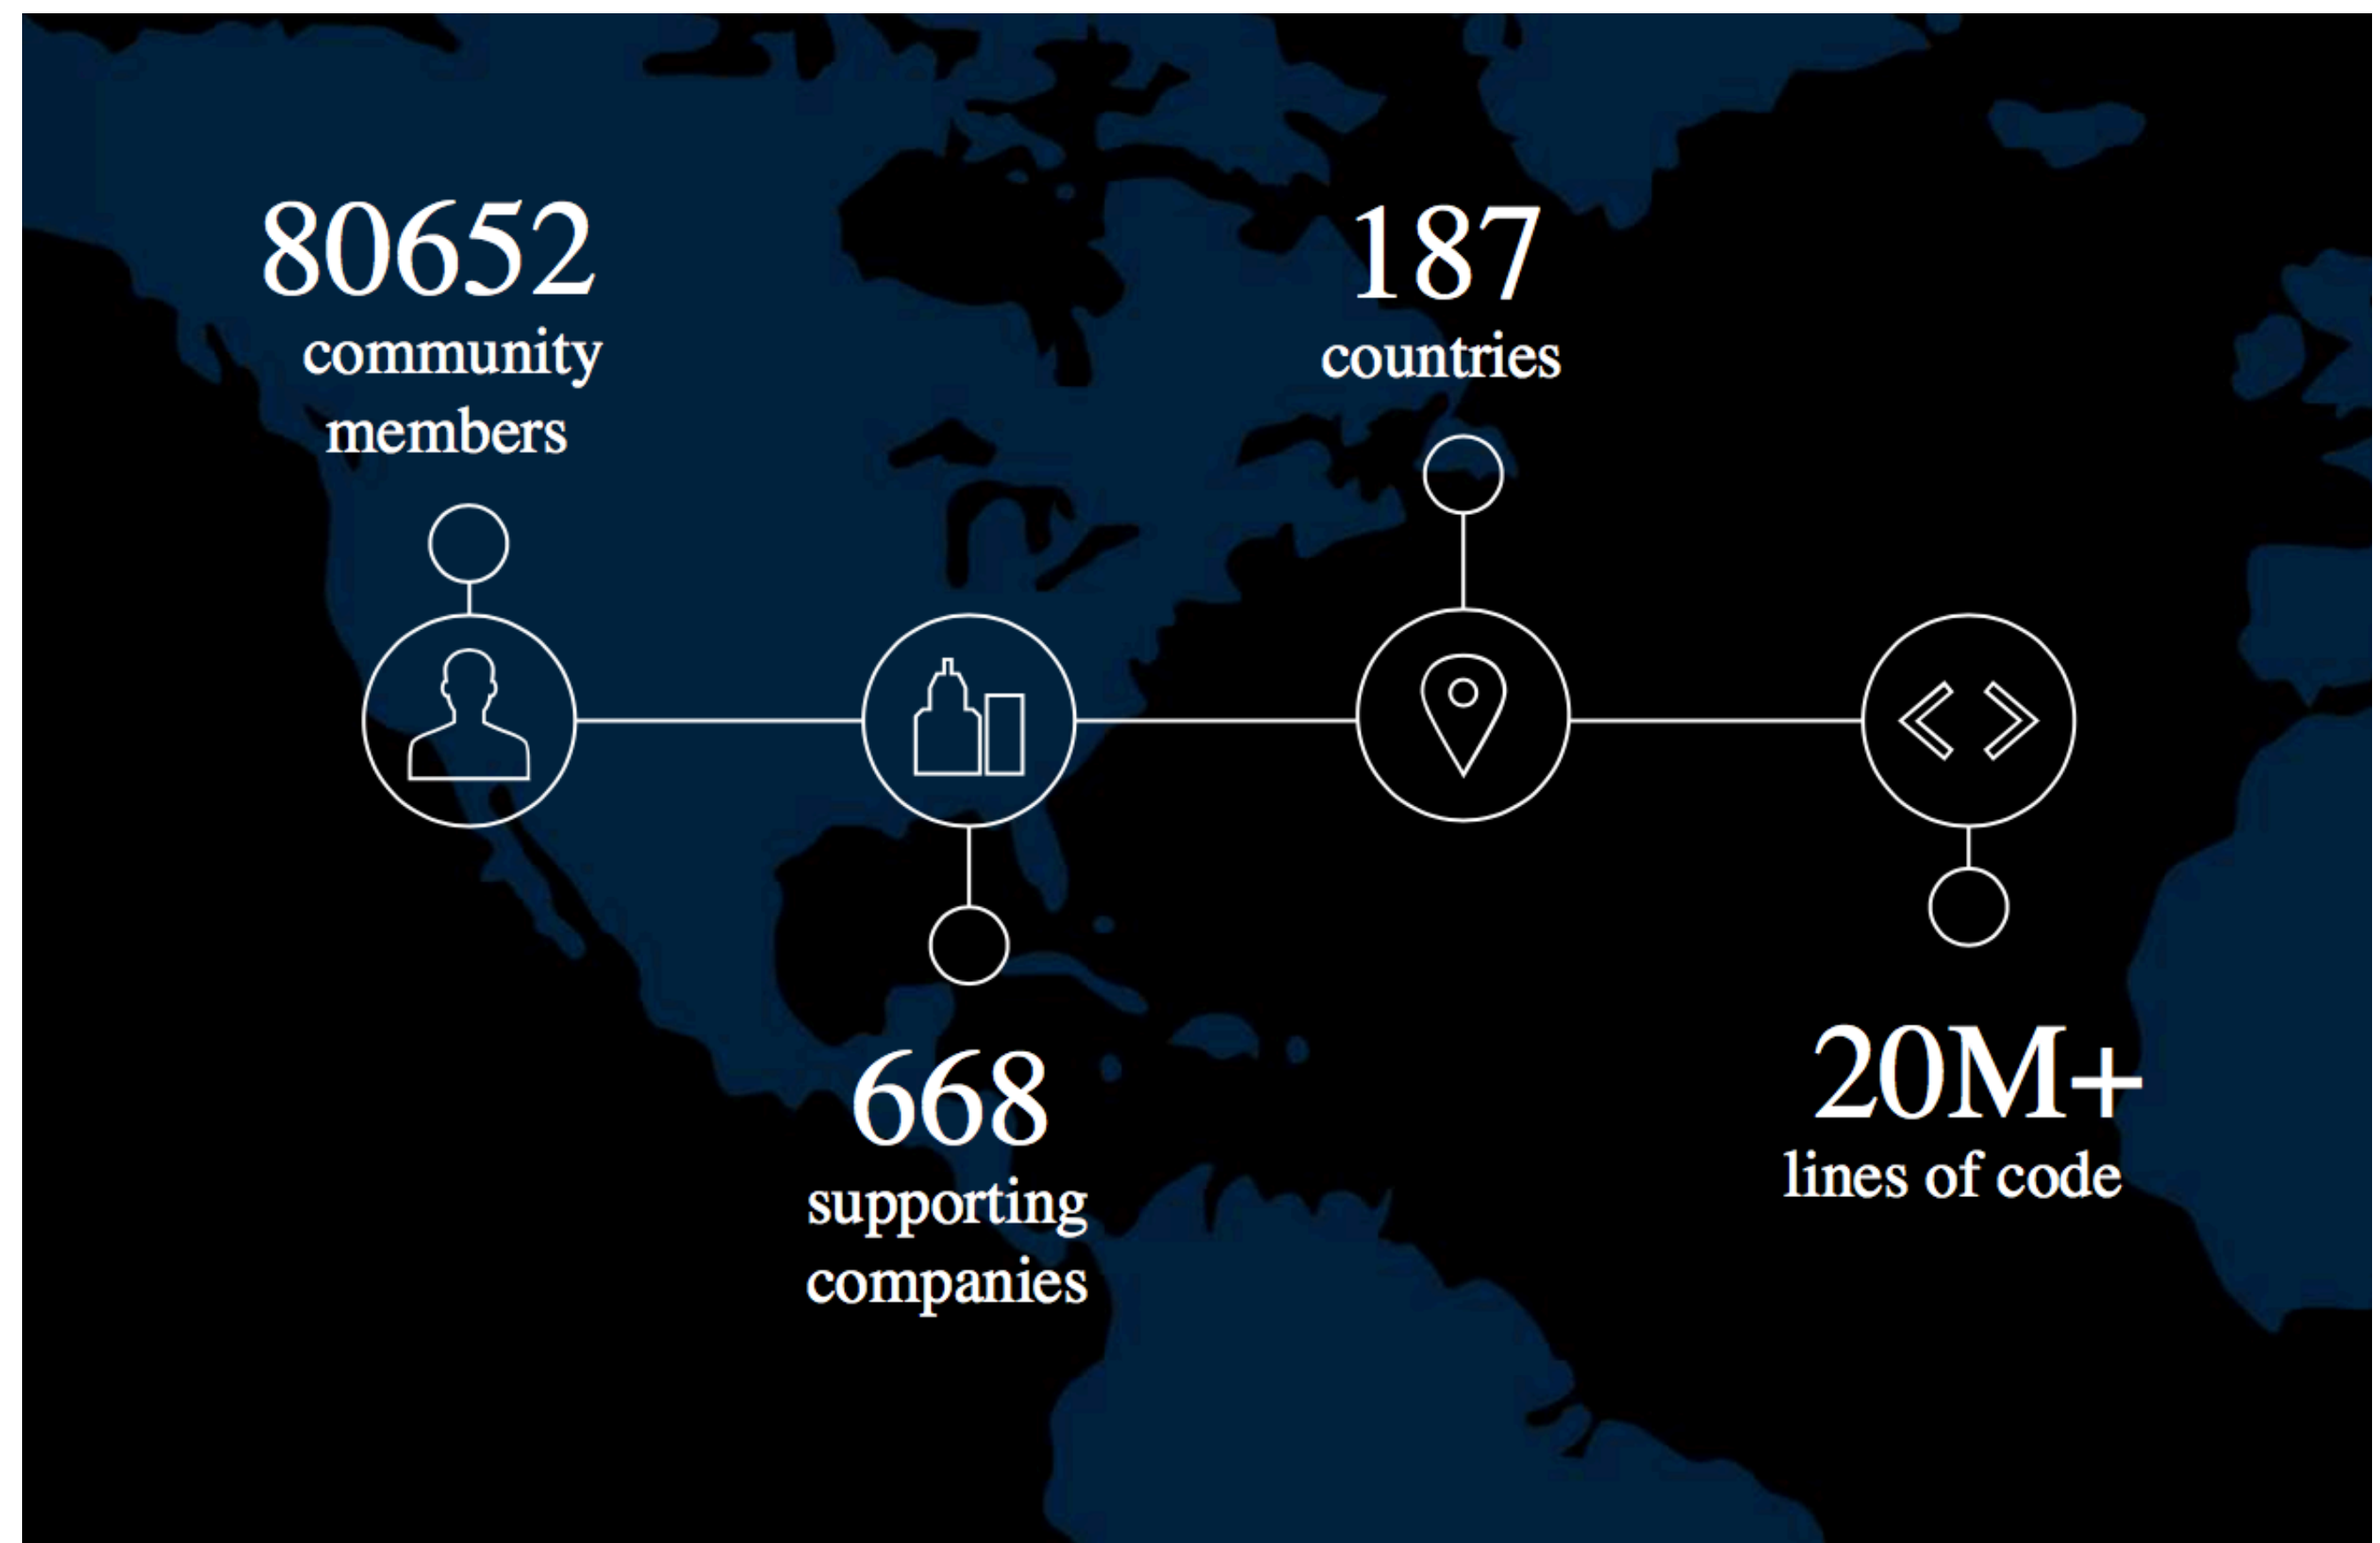 80652
community
members
187
countries
668
supporting
companies
20M+
lines of code